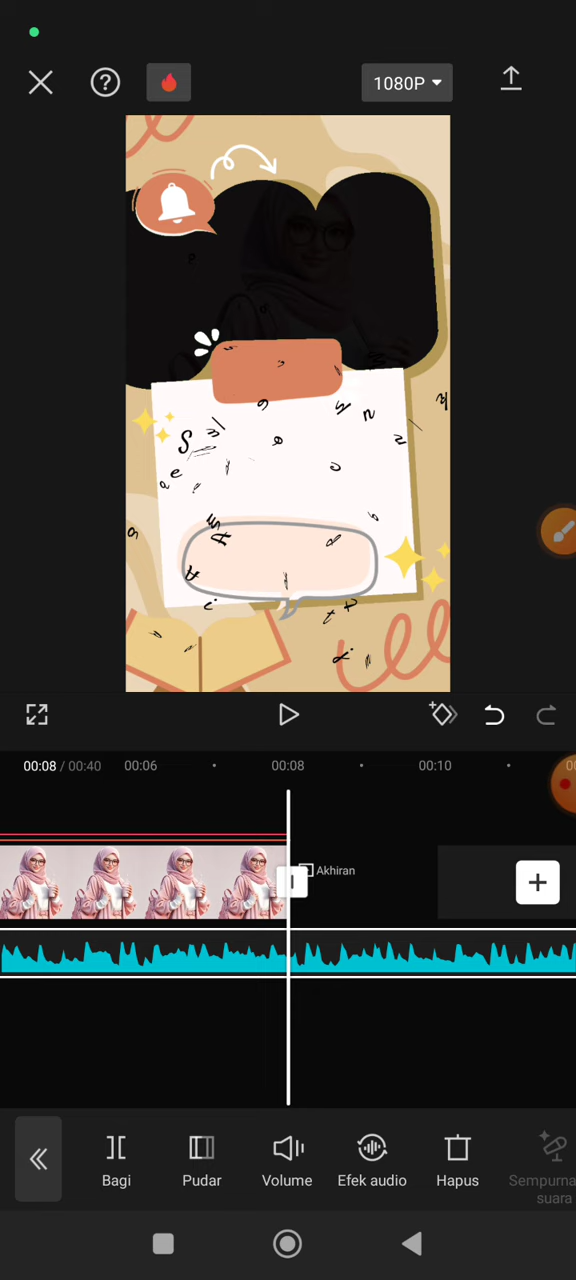 1080P
00:08 / 00:40 00:06 00:08 00:10
Akhiran
Bagi
Pudar
Volume
Efek audio
Hapus
Sempurna
suara